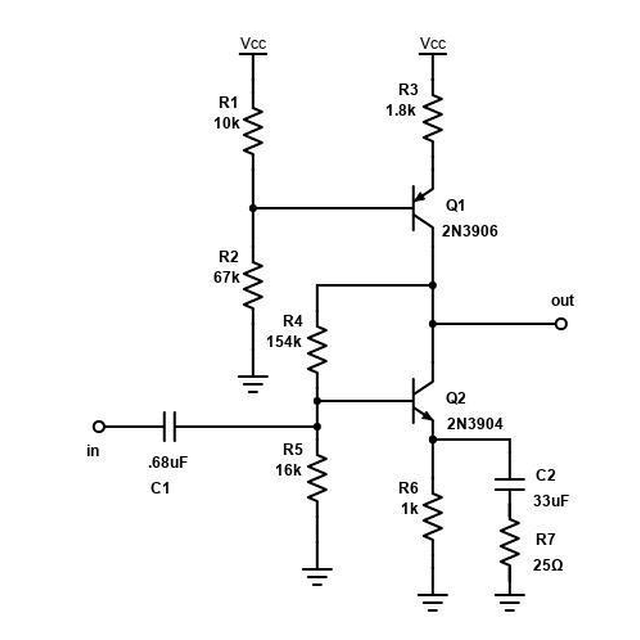 Vcc
Vcc
R1
10k
R3
1.8k
Q1
2N3906
R2
67k
out
R4
154k
Q2
2N3904
in
.68uF
C1
R5
16k
R6
1k
C2
33uF
R7
25Ω